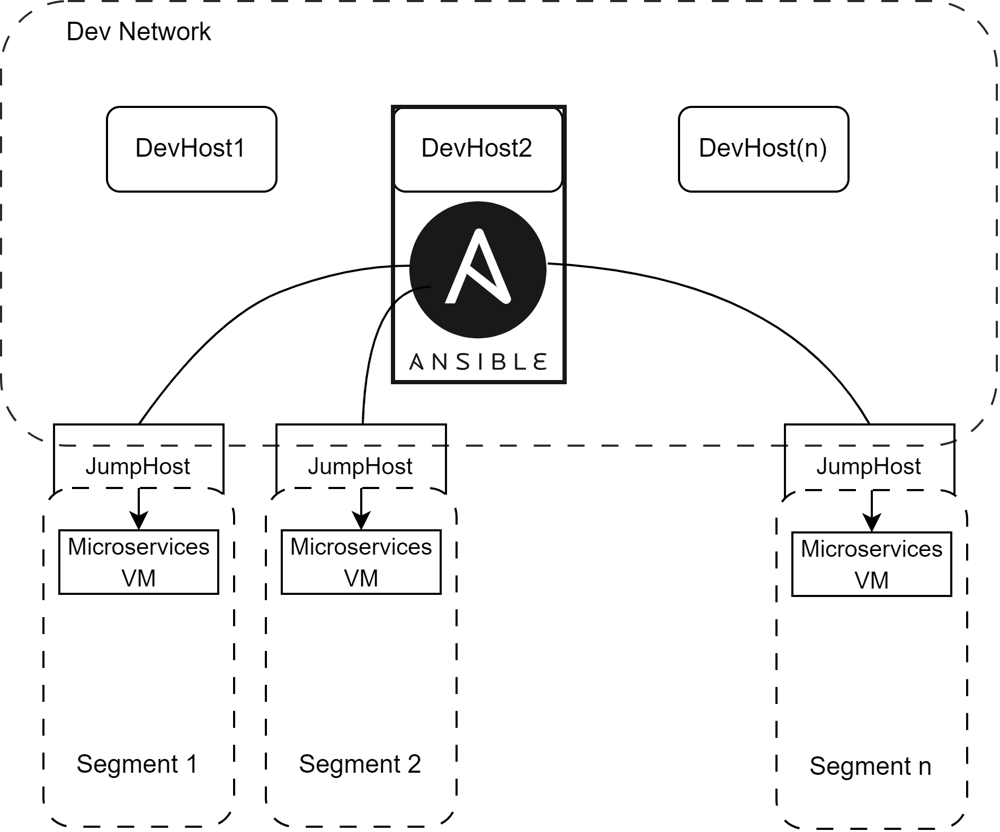 Dev Network
DevHost1
DevHost2
DevHost(n)
ANSIBLE
JumpHost
JumpHost
JumpHost
Microservices
VM
Microservices
VM
Microservices
VM
Segment 1
Segment 2
Segment n